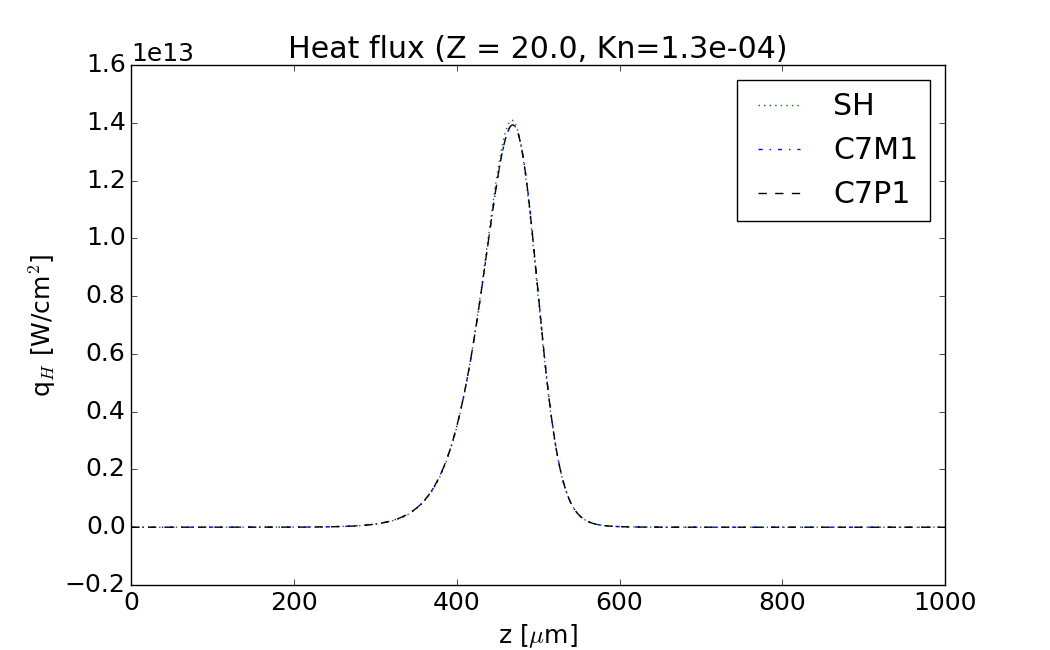 Heat flux (Z = 20.0, Kn=1.3e-04)
1e13
1.6
1.4
1.2
1.0
0.8
0.6
0.4
0.2
0.0
−0.2
q_H [W/cm²]
SH
C7M1
C7P1
0 200 400 600 800 1000
z [μm]